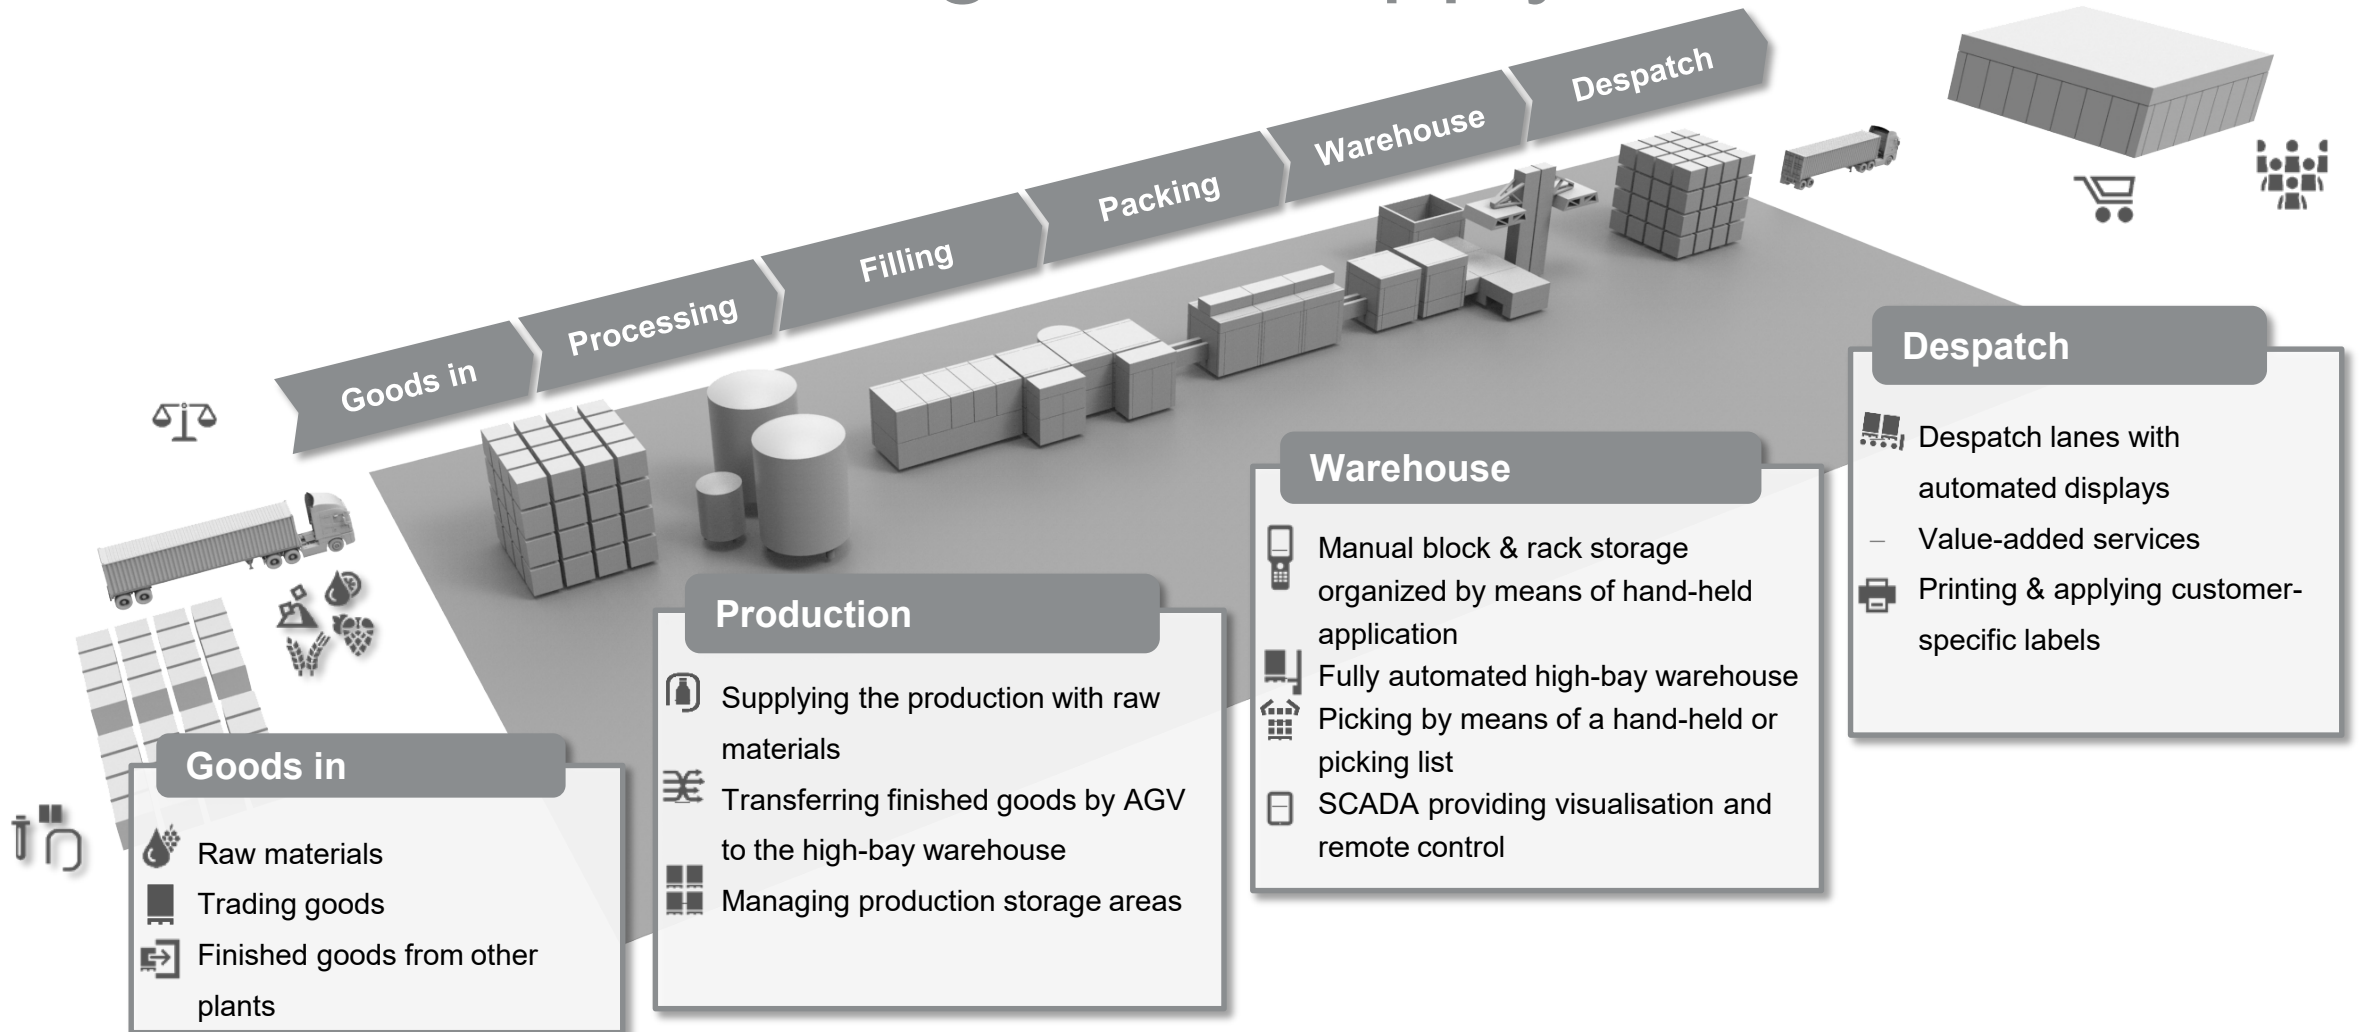 Goods in
Processing
Filling
Packing
Warehouse
Despatch
Goods in
Raw materials
Trading goods
Finished goods from other
plants
Production
Supplying the production with raw
materials
Transferring finished goods by AGV
to the high-bay warehouse
Managing production storage areas
Warehouse
Manual block & rack storage
organized by means of hand-held
application
Fully automated high-bay warehouse
Picking by means of a hand-held or
picking list
SCADA providing visualisation and
remote control
Despatch
Despatch lanes with
automated displays
– Value-added services
Printing & applying customer-
specific labels